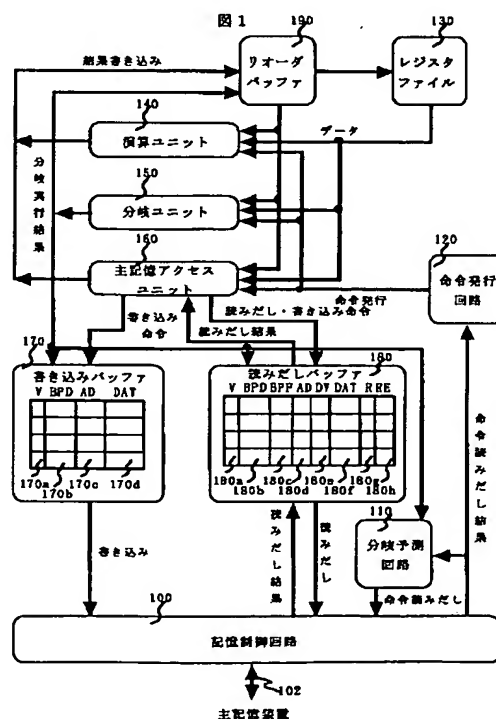 図1
190
リオーダ
バッファ
130
レジスタ
ファイル
結果書き込み
140
演算ユニット
データ
分岐実行結果
150
分岐ユニット
160
主記憶アクセス
ユニット
120
命令発行
回路
命令発行
書き込み
命令
読みだし・書き込み命令
読みだし結果
170
書き込みバッファ
V BPD AD DAT
170a
170b
170c
170d
180
読みだしバッファ
V BPD BPP AD DV DAT R RE
180a
180b
180c
180d
180e
180f
180g
180h
命令読みだし結果
110
分岐予測
回路
書き込み
読みだし結果
読みだし
命令読みだし
100
記憶制御回路
102
主記憶装置